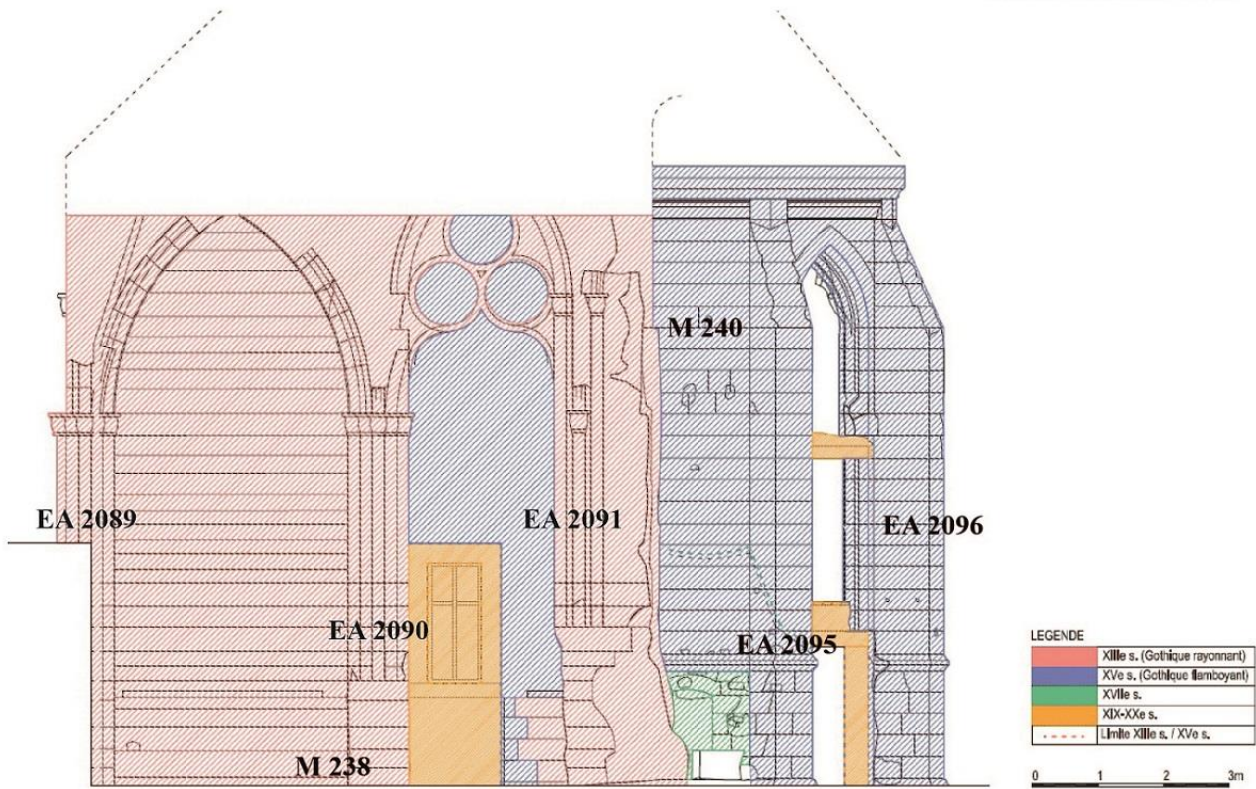 M 240
EA 2089
EA 2091
EA 2096
EA 2090
EA 2095
M 238
LEGENDE
XIIIe s. (Gothique rayonnant)
XVe s. (Gothique flamboyant)
XVIIe s.
XIX-XXe s.
Limite XIIIe s. / XVe s.
0 1 2 3m